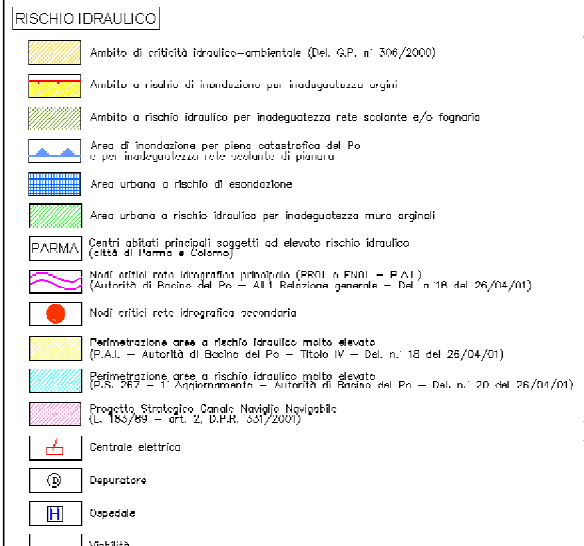 RISCHIO IDRAULICO
Ambito di criticità idraulico-ambientale (Del. G.P. n° 306/2000)
Ambito a rischio di inondazione per inadeguatezza argini
Ambito a rischio idraulico per inadeguatezza rete scolante e/o fognaria
Area di inondazione per piena catastrofica del Po
e per inadeguatezza rete scolante di pianura
Area urbana a rischio di esondazione
Area urbana a rischio idraulico per inadeguatezza mura arginali
PARMA
Centri abitati principali soggetti ad elevato rischio idraulico
(città di Parma e Colorno)
Nodi critici rete idrografica principale (PROL. a ENOL – P.A.I.)
(Autorità di Bacino del Po – All.1 Relazione generale – Del. n.18 del 26/04/01)
Nodi critici rete idrografica secondaria
Perimetrazione aree a rischio idraulico molto elevato
(P.A.I. – Autorità di Bacino del Po – Titolo IV – Del. n.° 18 del 26/04/01)
Perimetrazione aree a rischio idraulico molto elevato
(P.S. 267 – 1° Aggiornamento – Autorità di Bacino del Po – Del. n.° 20 del 26/04/01)
Progetto Strategico Canale Naviglio Navigabile
(L. 183/89 – art. 2, D.P.R. 331/2001)
Centrale elettrica
D
Depuratore
H
Ospedale
Viabilità